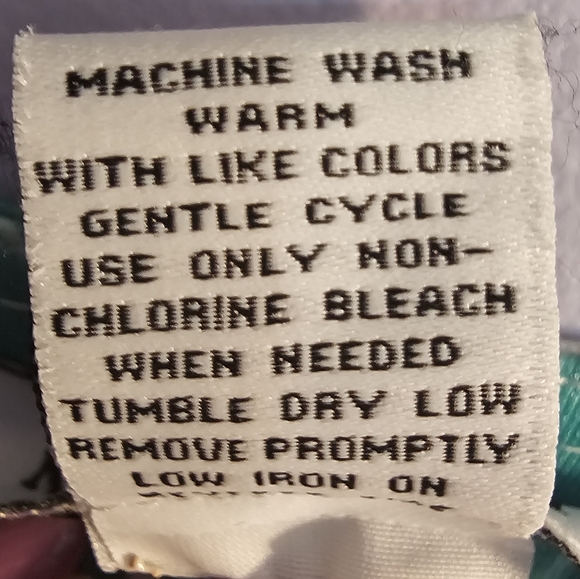 MACHINE WASH
WARM
WITH LIKE COLORS
GENTLE CYCLE
USE ONLY NON-
CHLORINE BLEACH
WHEN NEEDED
TUMBLE DRY LOW
REMOVE PROMPTLY
LOW IRON ON